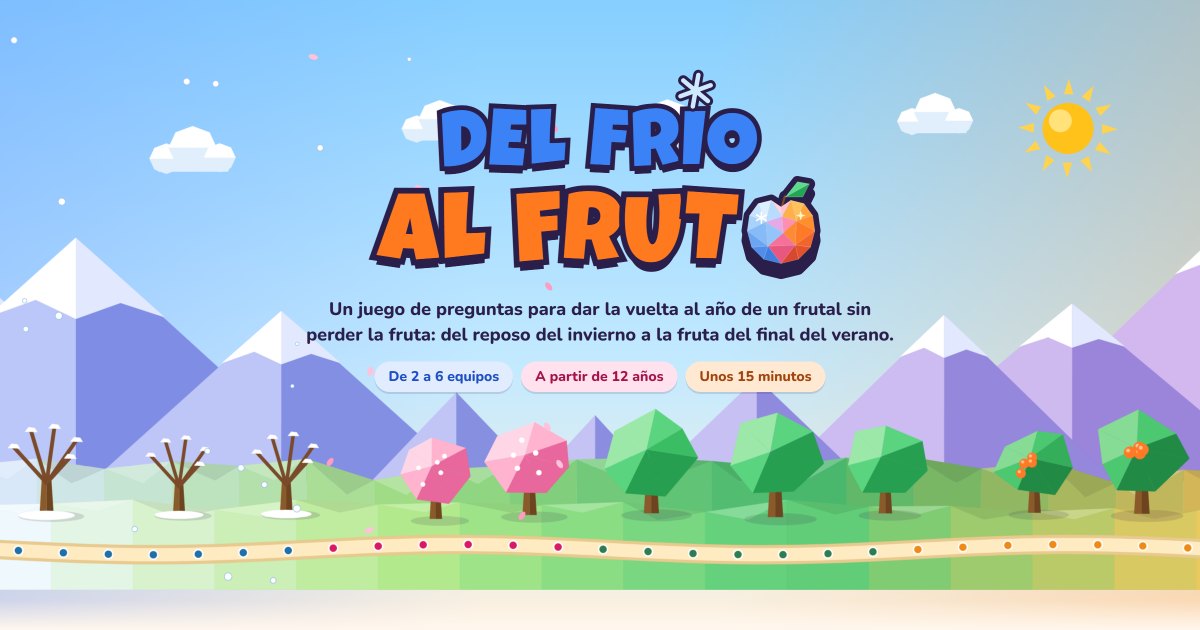 DEL FRÍO
AL FRUTO
Un juego de preguntas para dar la vuelta al año de un frutal sin
perder la fruta: del reposo del invierno a la fruta del final del verano.
De 2 a 6 equipos
A partir de 12 años
Unos 15 minutos